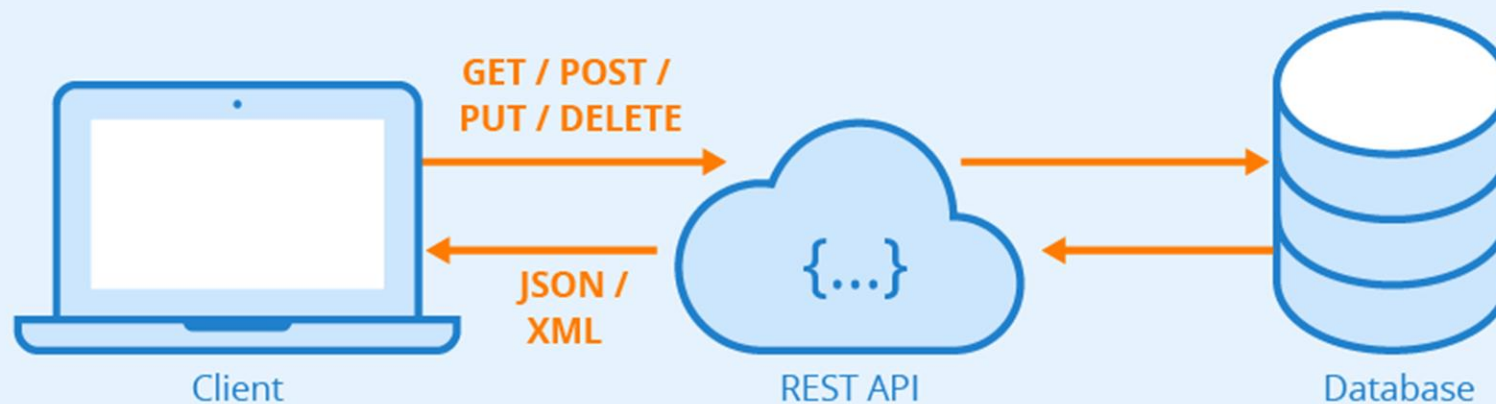 GET / POST /
PUT / DELETE
{...}
JSON /
XML
Client
REST API
Database